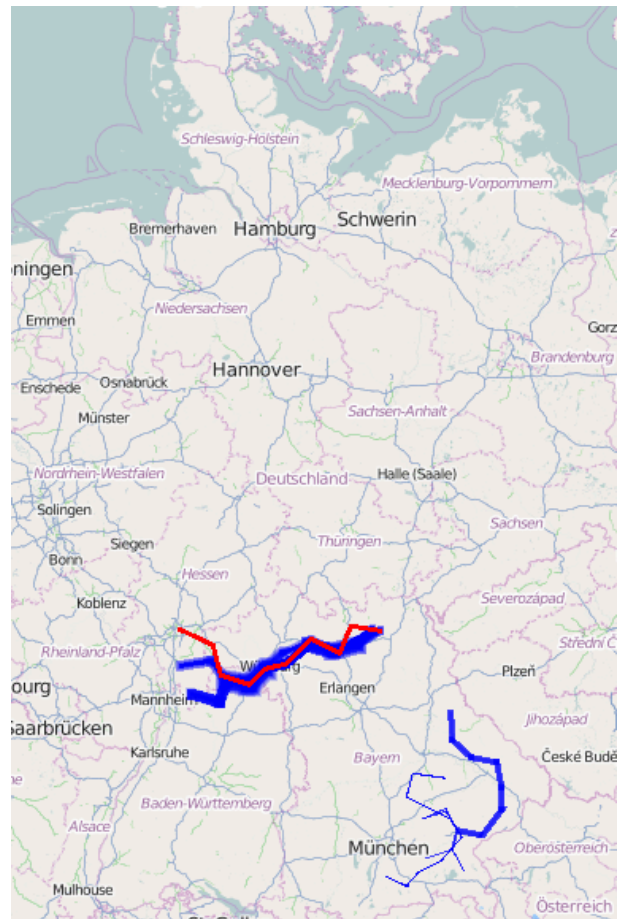 Schleswig-Holstein
Mecklenburg-Vorpommern
Schwerin
Bremerhaven
Hamburg
öningen
Niedersachsen
Emmen
Gorz
Brandenburg
Hannover
Enschede
Osnabrück
Münster
Sachsen-Anhalt
Nordrhein-Westfalen
Deutschland
Halle (Saale)
Solingen
Sachsen
Siegen
Thüringen
Bonn
Hessen
Koblenz
Severozápad
Rheinland-Pfalz
Střední Č
Plzeň
ourg
Mannheim
Erlangen
Saarbrücken
Jihozápad
Karlsruhe
Bayern
České Budě
Baden-Württemberg
Alsace
München
Oberösterreich
Mulhouse
Österreich